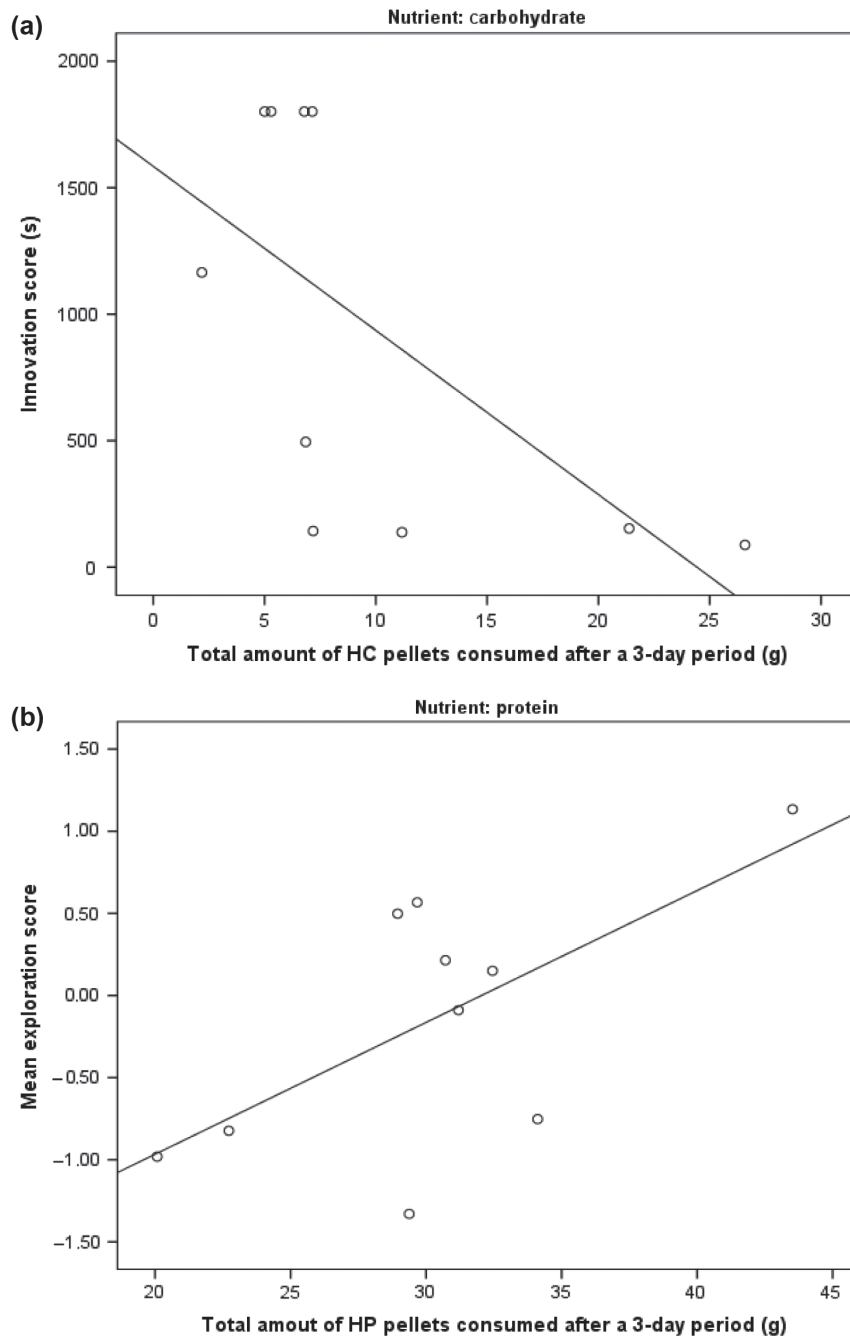 (a)
Nutrient: carbohydrate
2000
1500
1000
500
0
Innovation score (s)
0 5 10 15 20 25 30
Total amount of HC pellets consumed after a 3-day period (g)
(b)
Nutrient: protein
1.50
1.00
0.50
0.00
−0.50
−1.00
−1.50
Mean exploration score
20 25 30 35 40 45
Total amout of HP pellets consumed after a 3-day period (g)